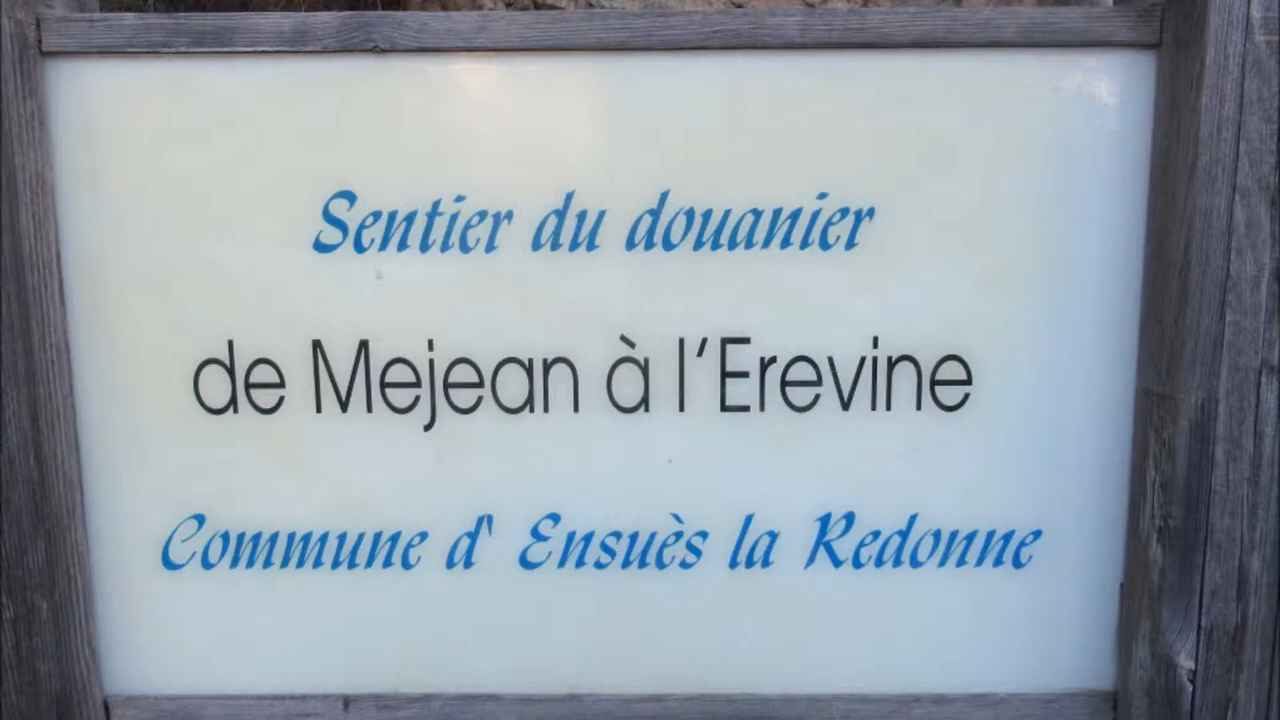 Sentier du douanier
de Mejean à l'Erevine
Commune d' Ensuès la Redonne